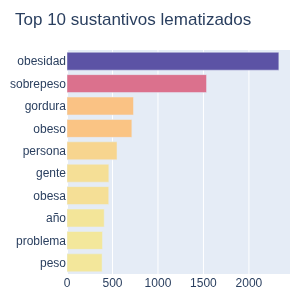 Top 10 sustantivos lematizados
obesidad
sobrepeso
gordura
obeso
persona
gente
obesa
año
problema
peso
0 500 1000 1500 2000